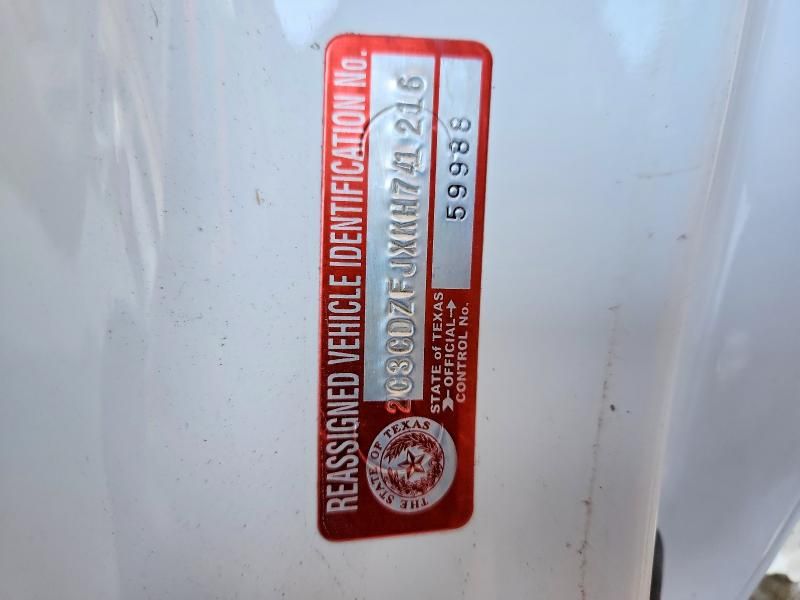 REASSIGNED VEHICLE IDENTIFICATION No.
2C3CDZFJXKH741216
THE STATE OF TEXAS
STATE of TEXAS
OFFICIAL
CONTROL No.
59988